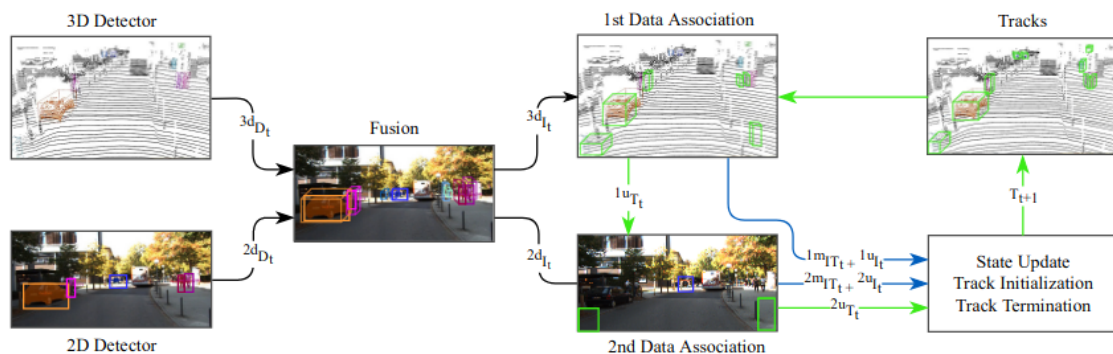 3D Detector
1st Data Association
Tracks
3dDt
Fusion
3dIt
1uTt
Tt+1
2dDt
2dIt
1mITt + 1uIt
2mITt + 2uIt
2uTt
State Update
Track Initialization
Track Termination
2D Detector
2nd Data Association